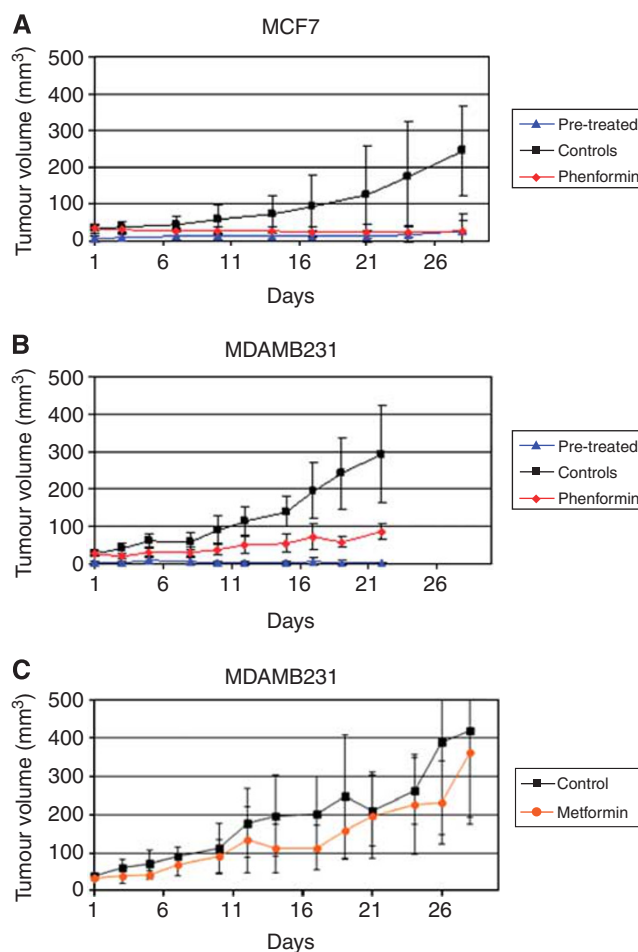 A
MCF7
Tumour volume (mm³)
500
400
300
200
100
0
1 6 11 16 21 26
Days
Pre-treated
Controls
Phenformin
B
MDAMB231
Tumour volume (mm³)
500
400
300
200
100
0
1 6 11 16 21 26
Days
Pre-treated
Controls
Phenformin
C
MDAMB231
Tumour volume (mm³)
500
400
300
200
100
0
1 6 11 16 21 26
Days
Control
Metformin